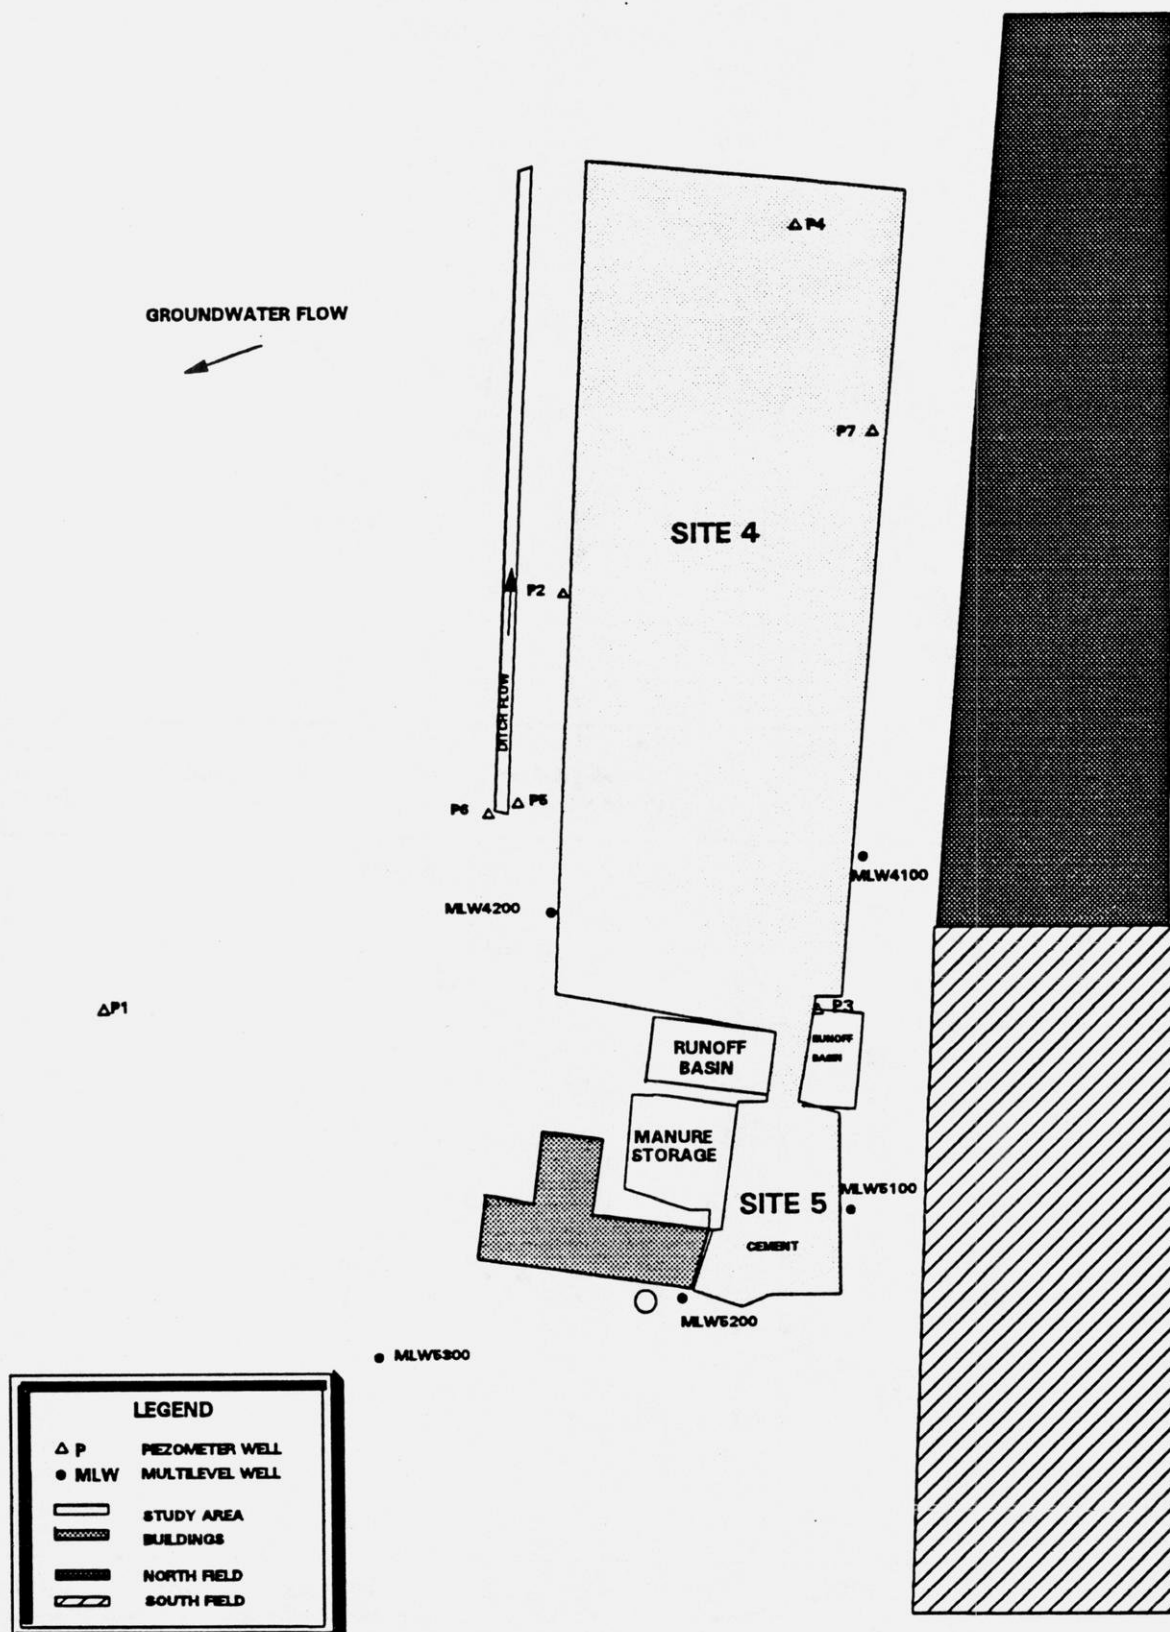 P4
GROUNDWATER FLOW
P7
SITE 4
P2
DITCH FLOW
P5
P6
MLW4100
MLW4200
P1
P3
RUNOFF
BASIN
RUNOFF
BASIN
MANURE
STORAGE
MLW5100
SITE 5
CEMENT
MLW5200
MLW5300
LEGEND
P PIEZOMETER WELL
MLW MULTILEVEL WELL
STUDY AREA
BUILDINGS
NORTH FIELD
SOUTH FIELD